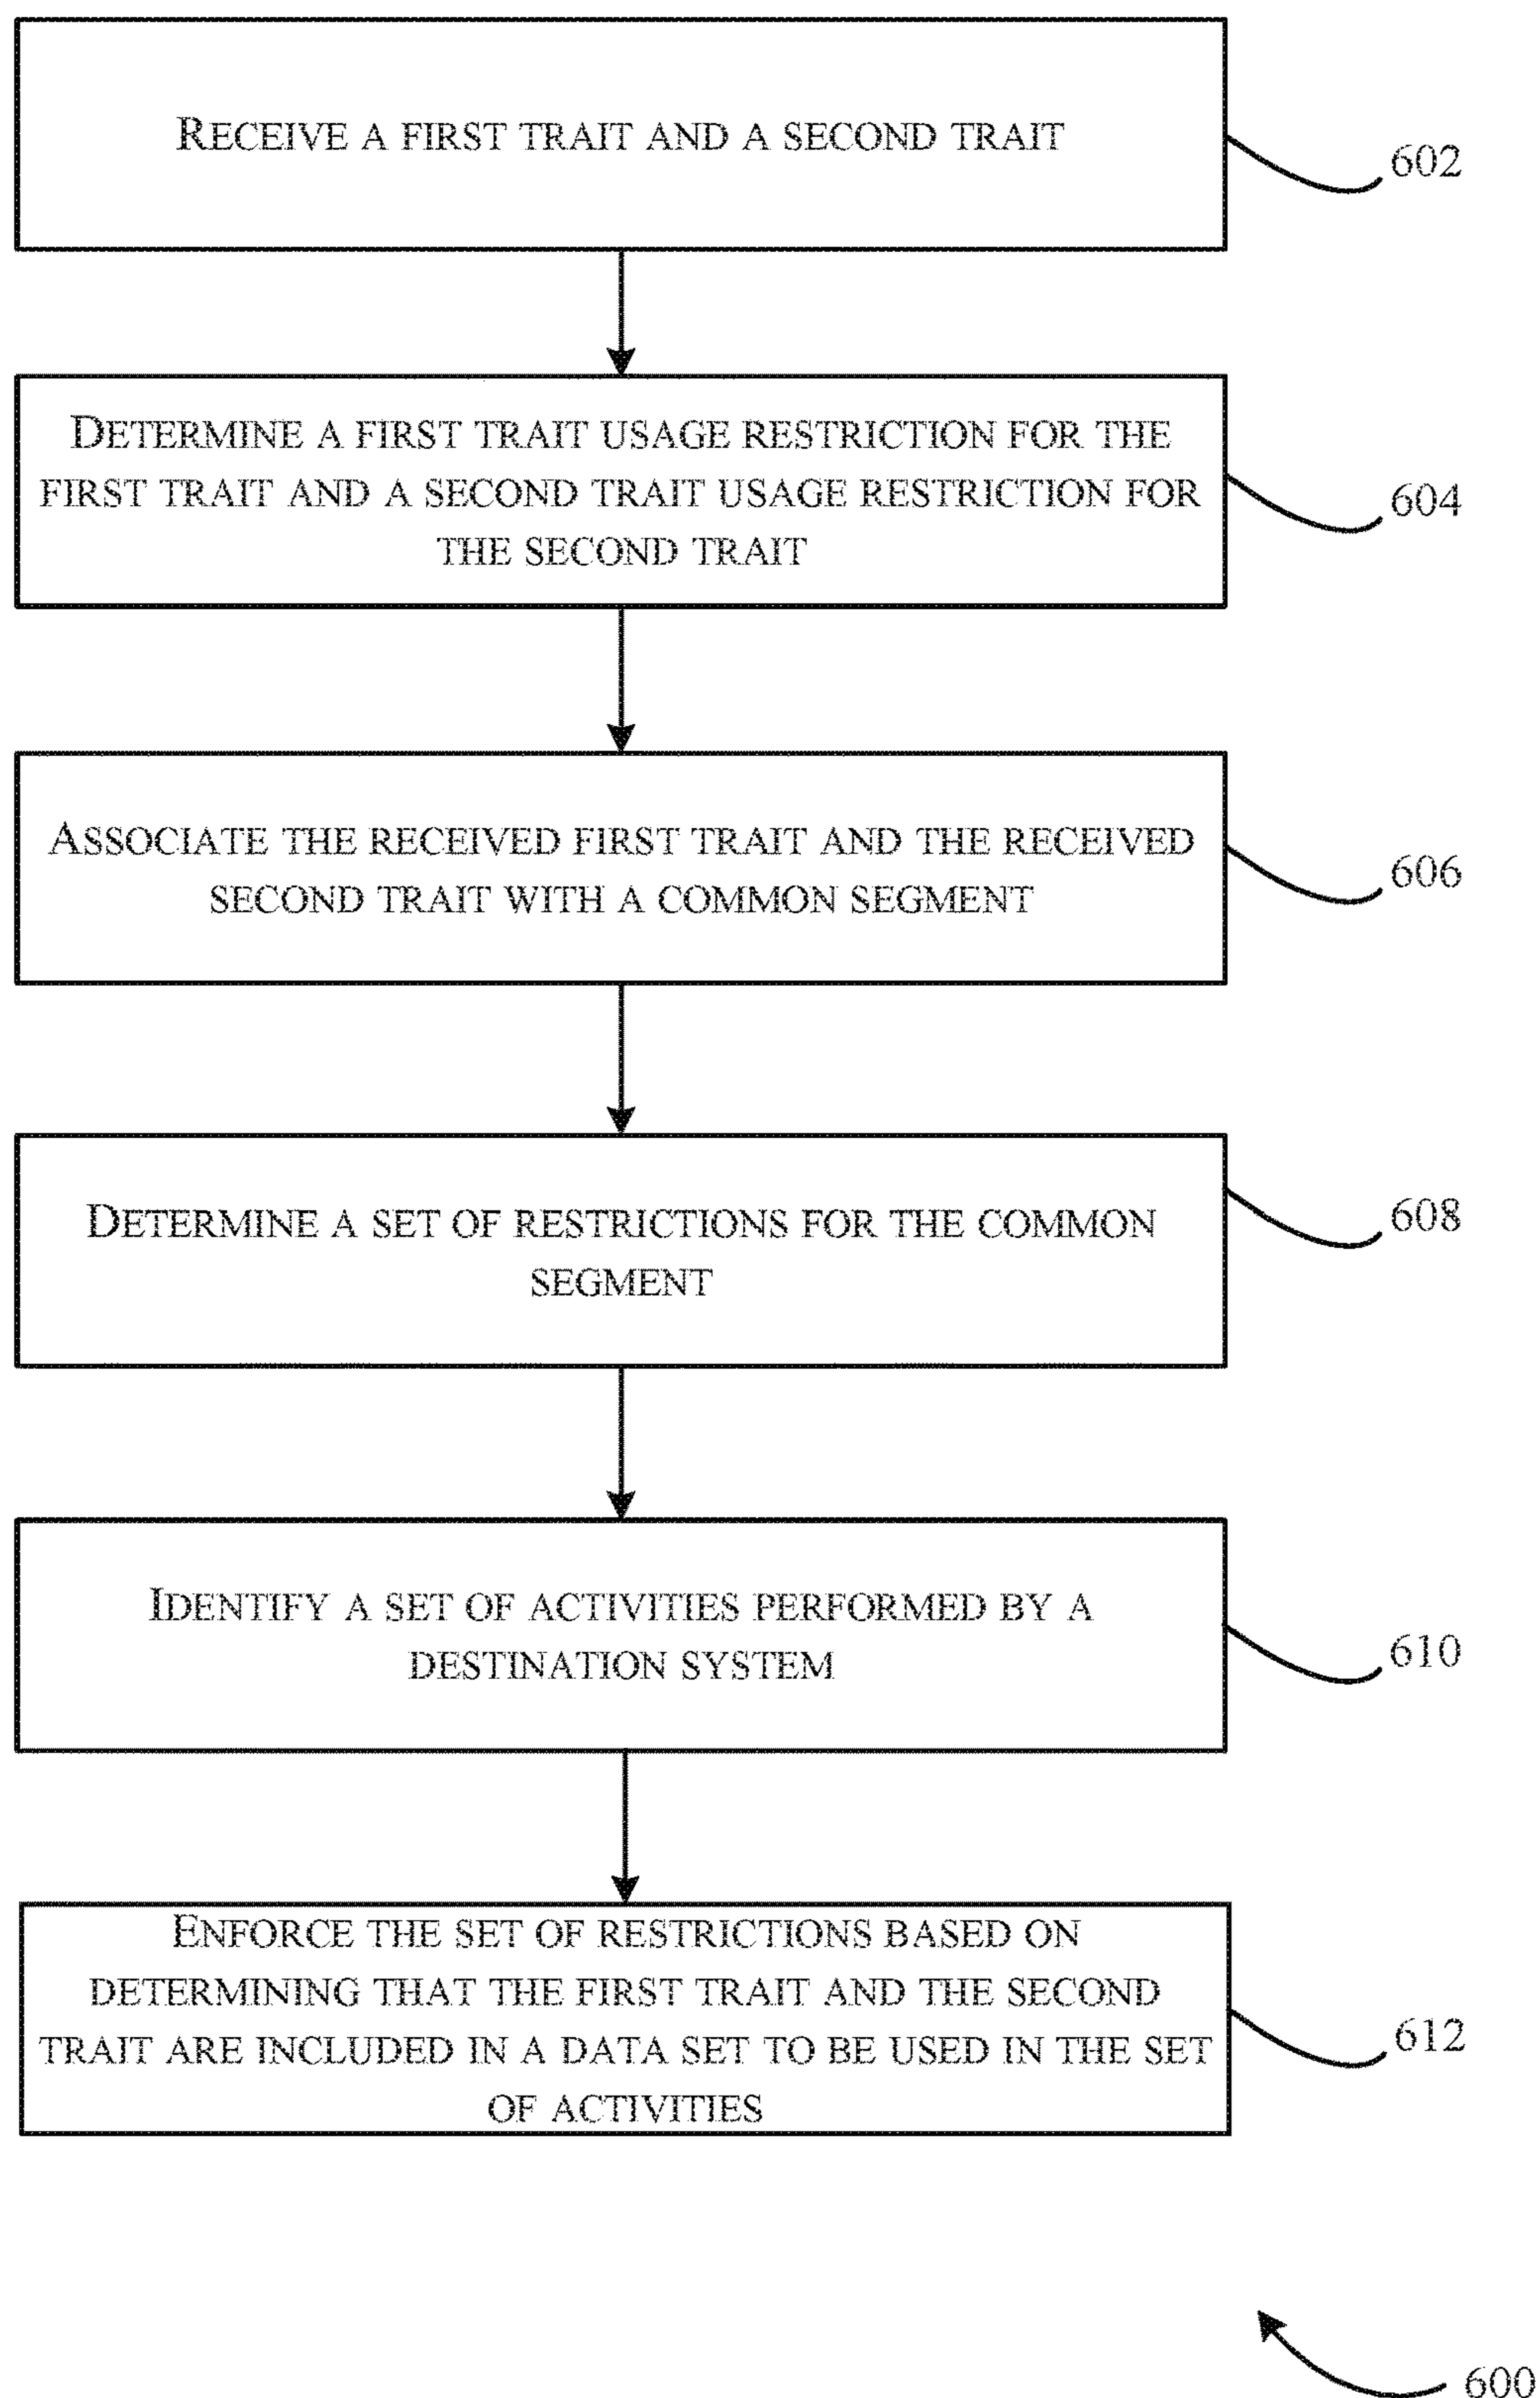 RECEIVE A FIRST TRAIT AND A SECOND TRAIT
602
DETERMINE A FIRST TRAIT USAGE RESTRICTION FOR THE
FIRST TRAIT AND A SECOND TRAIT USAGE RESTRICTION FOR
THE SECOND TRAIT
604
ASSOCIATE THE RECEIVED FIRST TRAIT AND THE RECEIVED
SECOND TRAIT WITH A COMMON SEGMENT
606
DETERMINE A SET OF RESTRICTIONS FOR THE COMMON
SEGMENT
608
IDENTIFY A SET OF ACTIVITIES PERFORMED BY A
DESTINATION SYSTEM
610
ENFORCE THE SET OF RESTRICTIONS BASED ON
DETERMINING THAT THE FIRST TRAIT AND THE SECOND
TRAIT ARE INCLUDED IN A DATA SET TO BE USED IN THE SET
OF ACTIVITIES
612
600